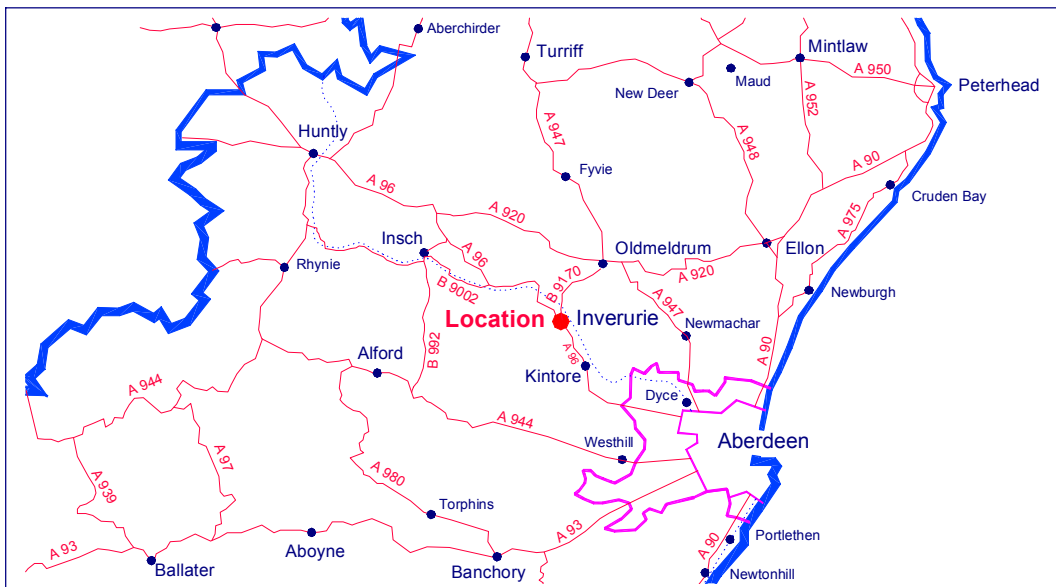 Aberchirder
Turriff
Mintlaw
Maud
A 950
New Deer
Peterhead
A 952
A 947
Huntly
A 948
A 90
Fyvie
A 96
Cruden Bay
A 975
A 920
Insch
Oldmeldrum
Ellon
A 96
Rhynie
A 920
B 9002
B 9170
A 947
Newburgh
Location
Inverurie
Newmachar
B 992
A 90
Alford
A 96
Kintore
A 944
Dyce
A 944
Westhill
Aberdeen
A 97
A 939
A 980
Torphins
A 93
Portlethen
Aboyne
A 90
A 93
Ballater
Banchory
Newtonhill